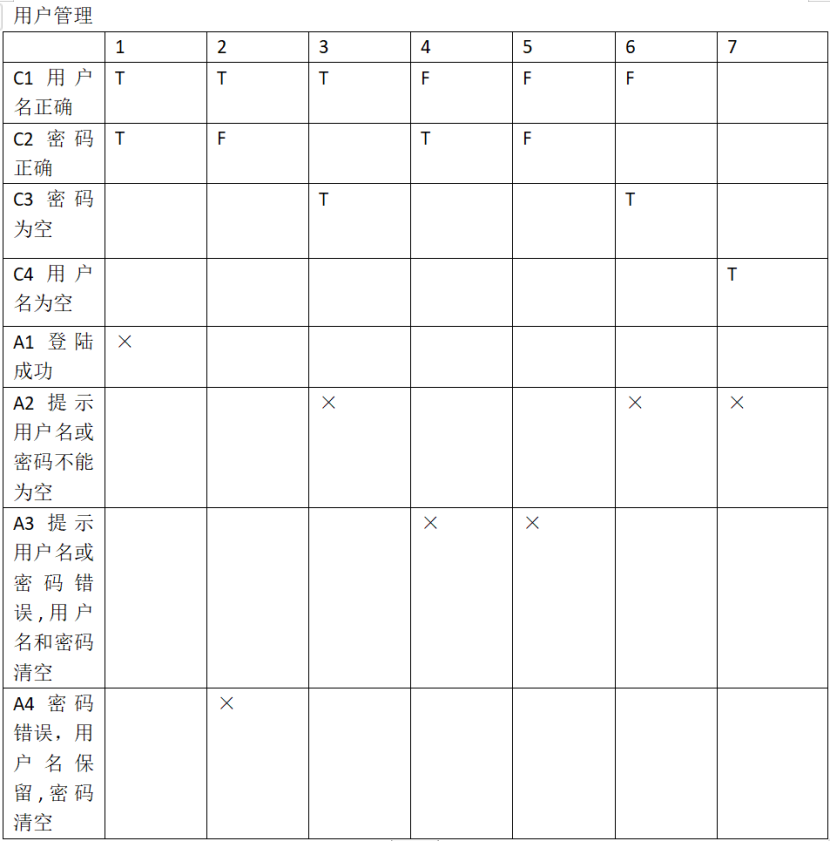 用户管理
1 2 3 4 5 6 7
C1 用户 T T T F F F
名正确
C2 密码 T F T F
正确
C3 密码 T T
为空
C4 用户 T
名为空
A1 登陆 ×
成功
A2 提示 × × ×
用户名或
密码不能
为空
A3 提示 × ×
用户名或
密码错
误,用户
名和密码
清空
A4 密码 ×
错误，用
户名保
留,密码
清空